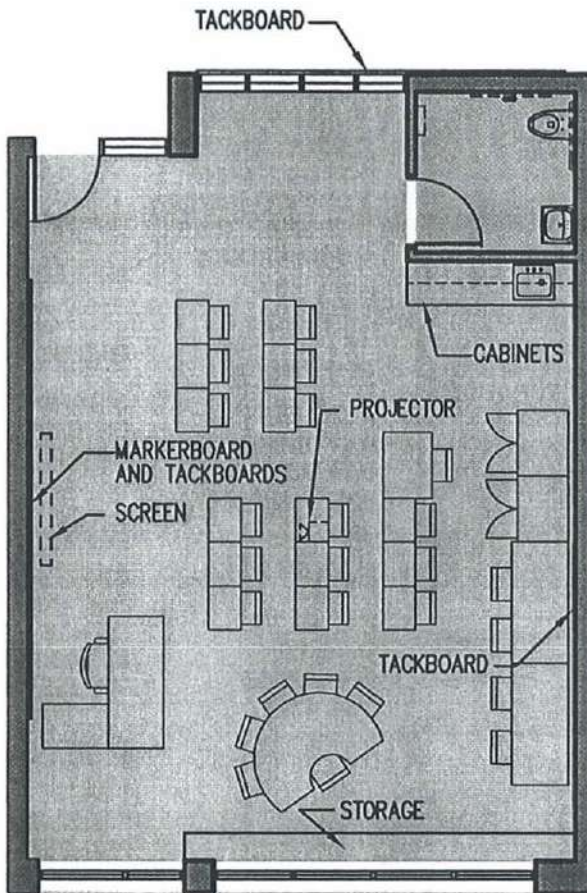 TACKBOARD
CABINETS
PROJECTOR
MARKERBOARD
AND TACKBOARDS
SCREEN
TACKBOARD
STORAGE